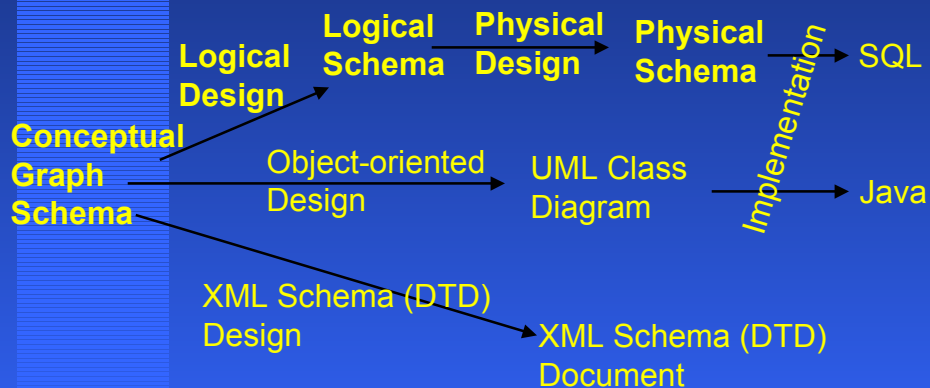 Conceptual
Graph
Schema
Logical
Design
Logical
Schema
Physical
Design
Physical
Schema
Implementation
SQL
Object-oriented
Design
UML Class
Diagram
Java
XML Schema (DTD)
Design
XML Schema (DTD)
Document